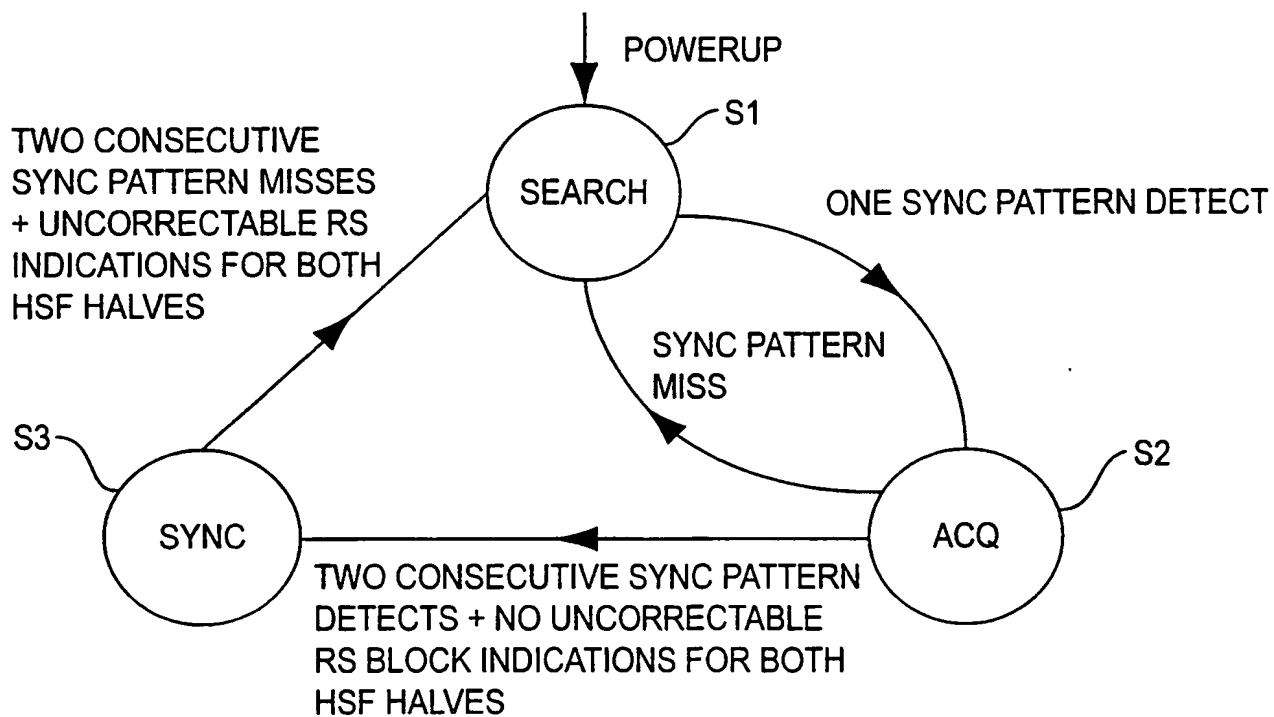 POWERUP
S1
TWO CONSECUTIVE
SYNC PATTERN MISSES
+ UNCORRECTABLE RS
INDICATIONS FOR BOTH
HSF HALVES
SEARCH
ONE SYNC PATTERN DETECT
SYNC PATTERN
MISS
S3
S2
SYNC
ACQ
TWO CONSECUTIVE SYNC PATTERN
DETECTS + NO UNCORRECTABLE
RS BLOCK INDICATIONS FOR BOTH
HSF HALVES